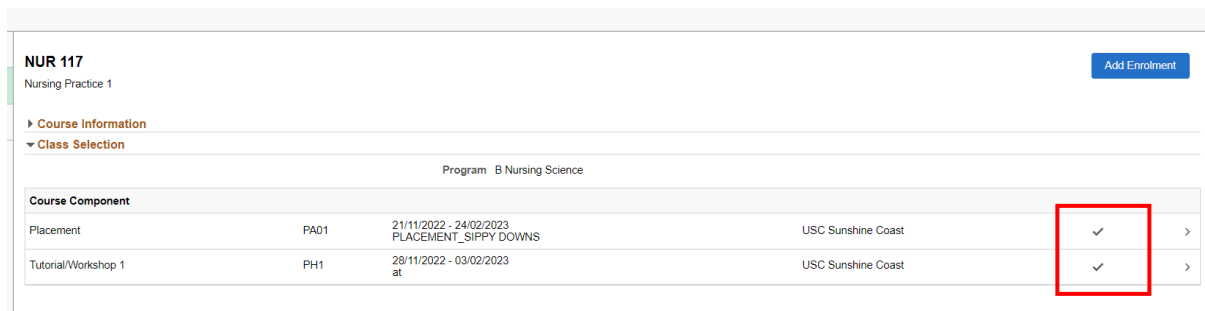 NUR 117
Add Enrolment
Nursing Practice 1
Course Information
Class Selection
Program B Nursing Science
Course Component
Placement PA01 21/11/2022 - 24/02/2023 USC Sunshine Coast
PLACEMENT_SIPPY DOWNS
Tutorial/Workshop 1 PH1 28/11/2022 - 03/02/2023 USC Sunshine Coast
at